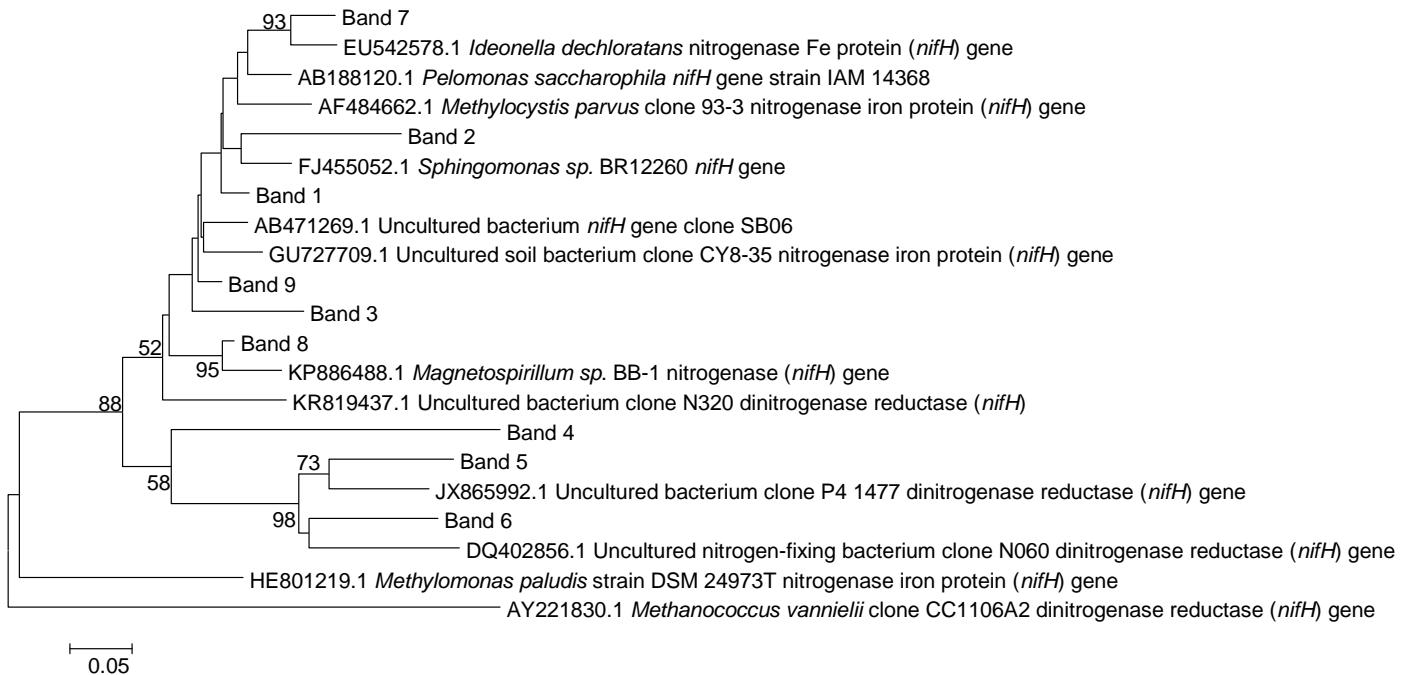 93 Band 7
EU542578.1 Ideonella dechloratans nitrogenase Fe protein (nifH) gene
AB188120.1 Pelomonas saccharophila nifH gene strain IAM 14368
AF484662.1 Methylocystis parvus clone 93-3 nitrogenase iron protein (nifH) gene
Band 2
FJ455052.1 Sphingomonas sp. BR12260 nifH gene
Band 1
AB471269.1 Uncultured bacterium nifH gene clone SB06
GU727709.1 Uncultured soil bacterium clone CY8-35 nitrogenase iron protein (nifH) gene
Band 9
Band 3
52 Band 8
95 KP886488.1 Magnetospirillum sp. BB-1 nitrogenase (nifH) gene
88 KR819437.1 Uncultured bacterium clone N320 dinitrogenase reductase (nifH)
Band 4
73 Band 5
58 JX865992.1 Uncultured bacterium clone P4 1477 dinitrogenase reductase (nifH) gene
98 Band 6
DQ402856.1 Uncultured nitrogen-fixing bacterium clone N060 dinitrogenase reductase (nifH) gene
HE801219.1 Methylomonas paludis strain DSM 24973T nitrogenase iron protein (nifH) gene
AY221830.1 Methanococcus vannielii clone CC1106A2 dinitrogenase reductase (nifH) gene
0.05